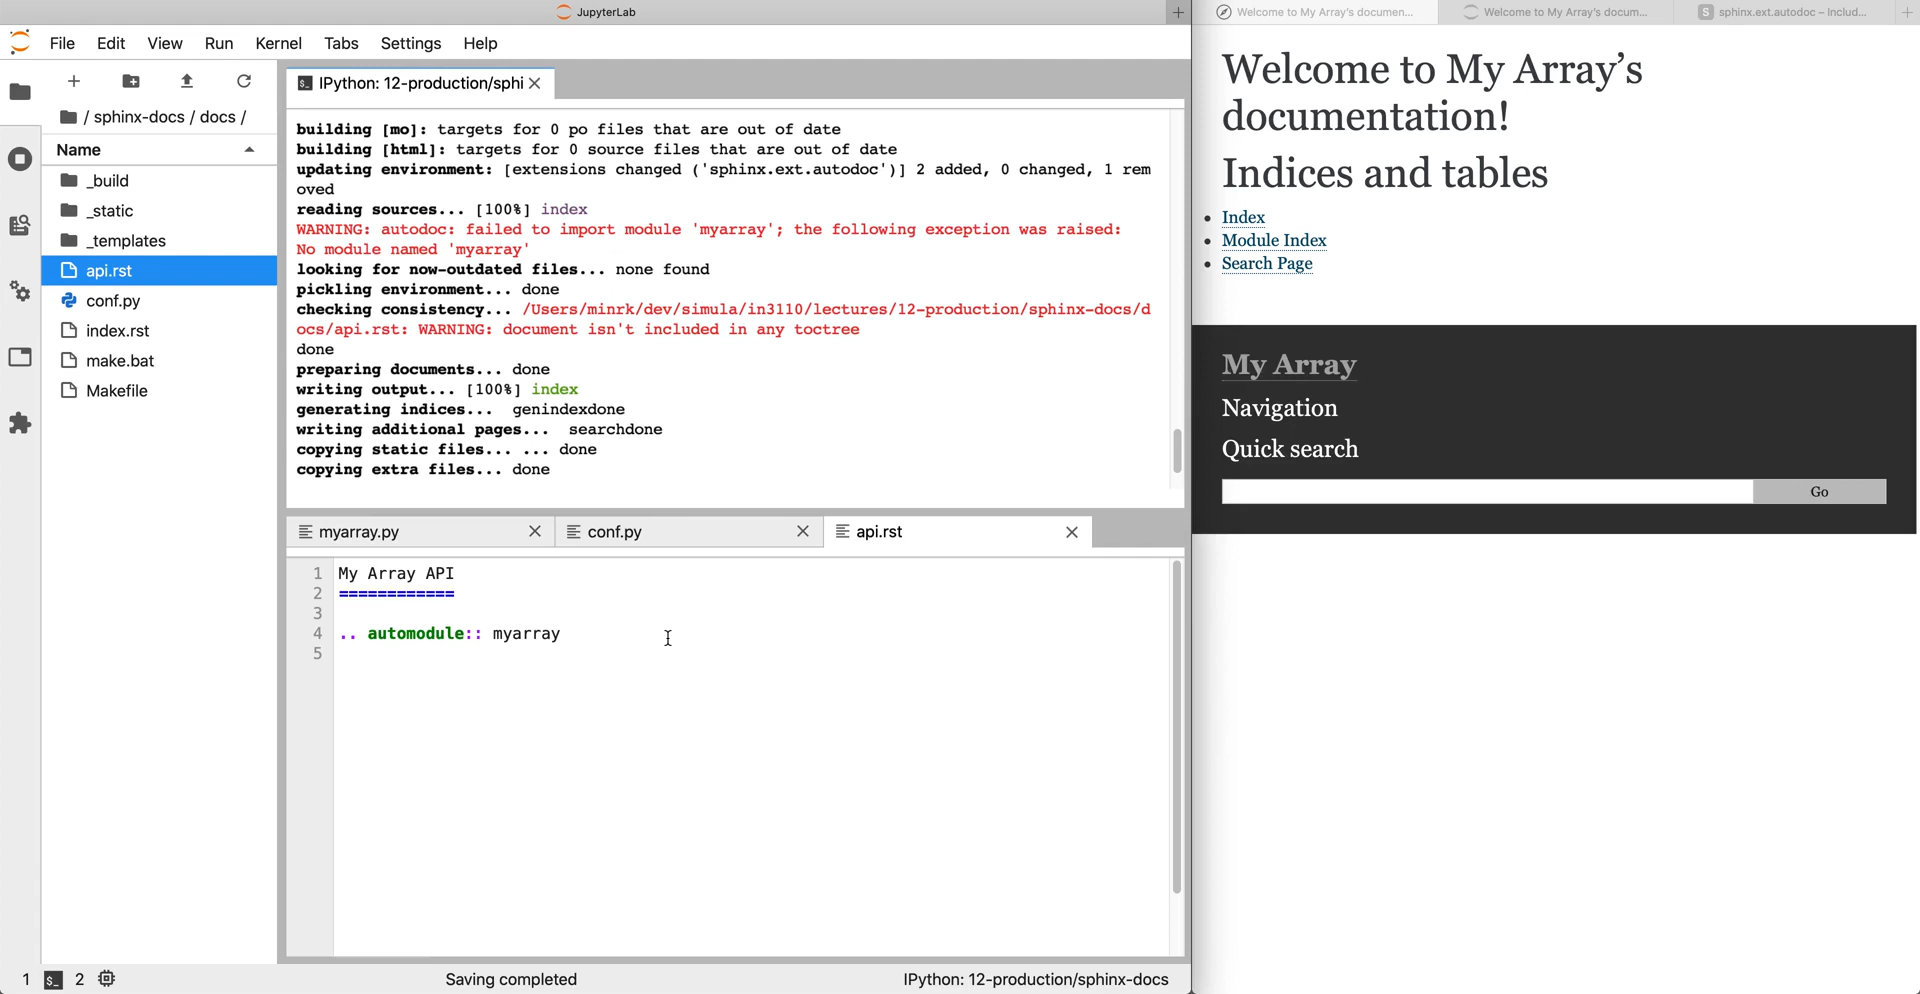 JupyterLab
+
File Edit View Run Kernel Tabs Settings Help
/ sphinx-docs / docs /
Name
_build
_static
_templates
api.rst
conf.py
index.rst
make.bat
Makefile
IPython: 12-production/sphi
building [mo]: targets for 0 po files that are out of date
building [html]: targets for 0 source files that are out of date
updating environment: [extensions changed ('sphinx.ext.autodoc')] 2 added, 0 changed, 1 rem
oved
reading sources... [100%] index
WARNING: autodoc: failed to import module 'myarray'; the following exception was raised:
No module named 'myarray'
looking for now-outdated files... none found
pickling environment... done
checking consistency... /Users/minrk/dev/simula/in3110/lectures/12-production/sphinx-docs/d
ocs/api.rst: WARNING: document isn't included in any toctree
done
preparing documents... done
writing output... [100%] index
generating indices...  genindexdone
writing additional pages...  searchdone
copying static files... ... done
copying extra files... done
myarray.py
conf.py
api.rst
1 My Array API
2 ============
3
4 .. automodule:: myarray
5
1 $_ 2
Saving completed
IPython: 12-production/sphinx-docs
Welcome to My Array's documen...
Welcome to My Array's docum...
S sphinx.ext.autodoc – Includ...
+
Welcome to My Array's
documentation!
Indices and tables
• Index
• Module Index
• Search Page
My Array
Navigation
Quick search
Go